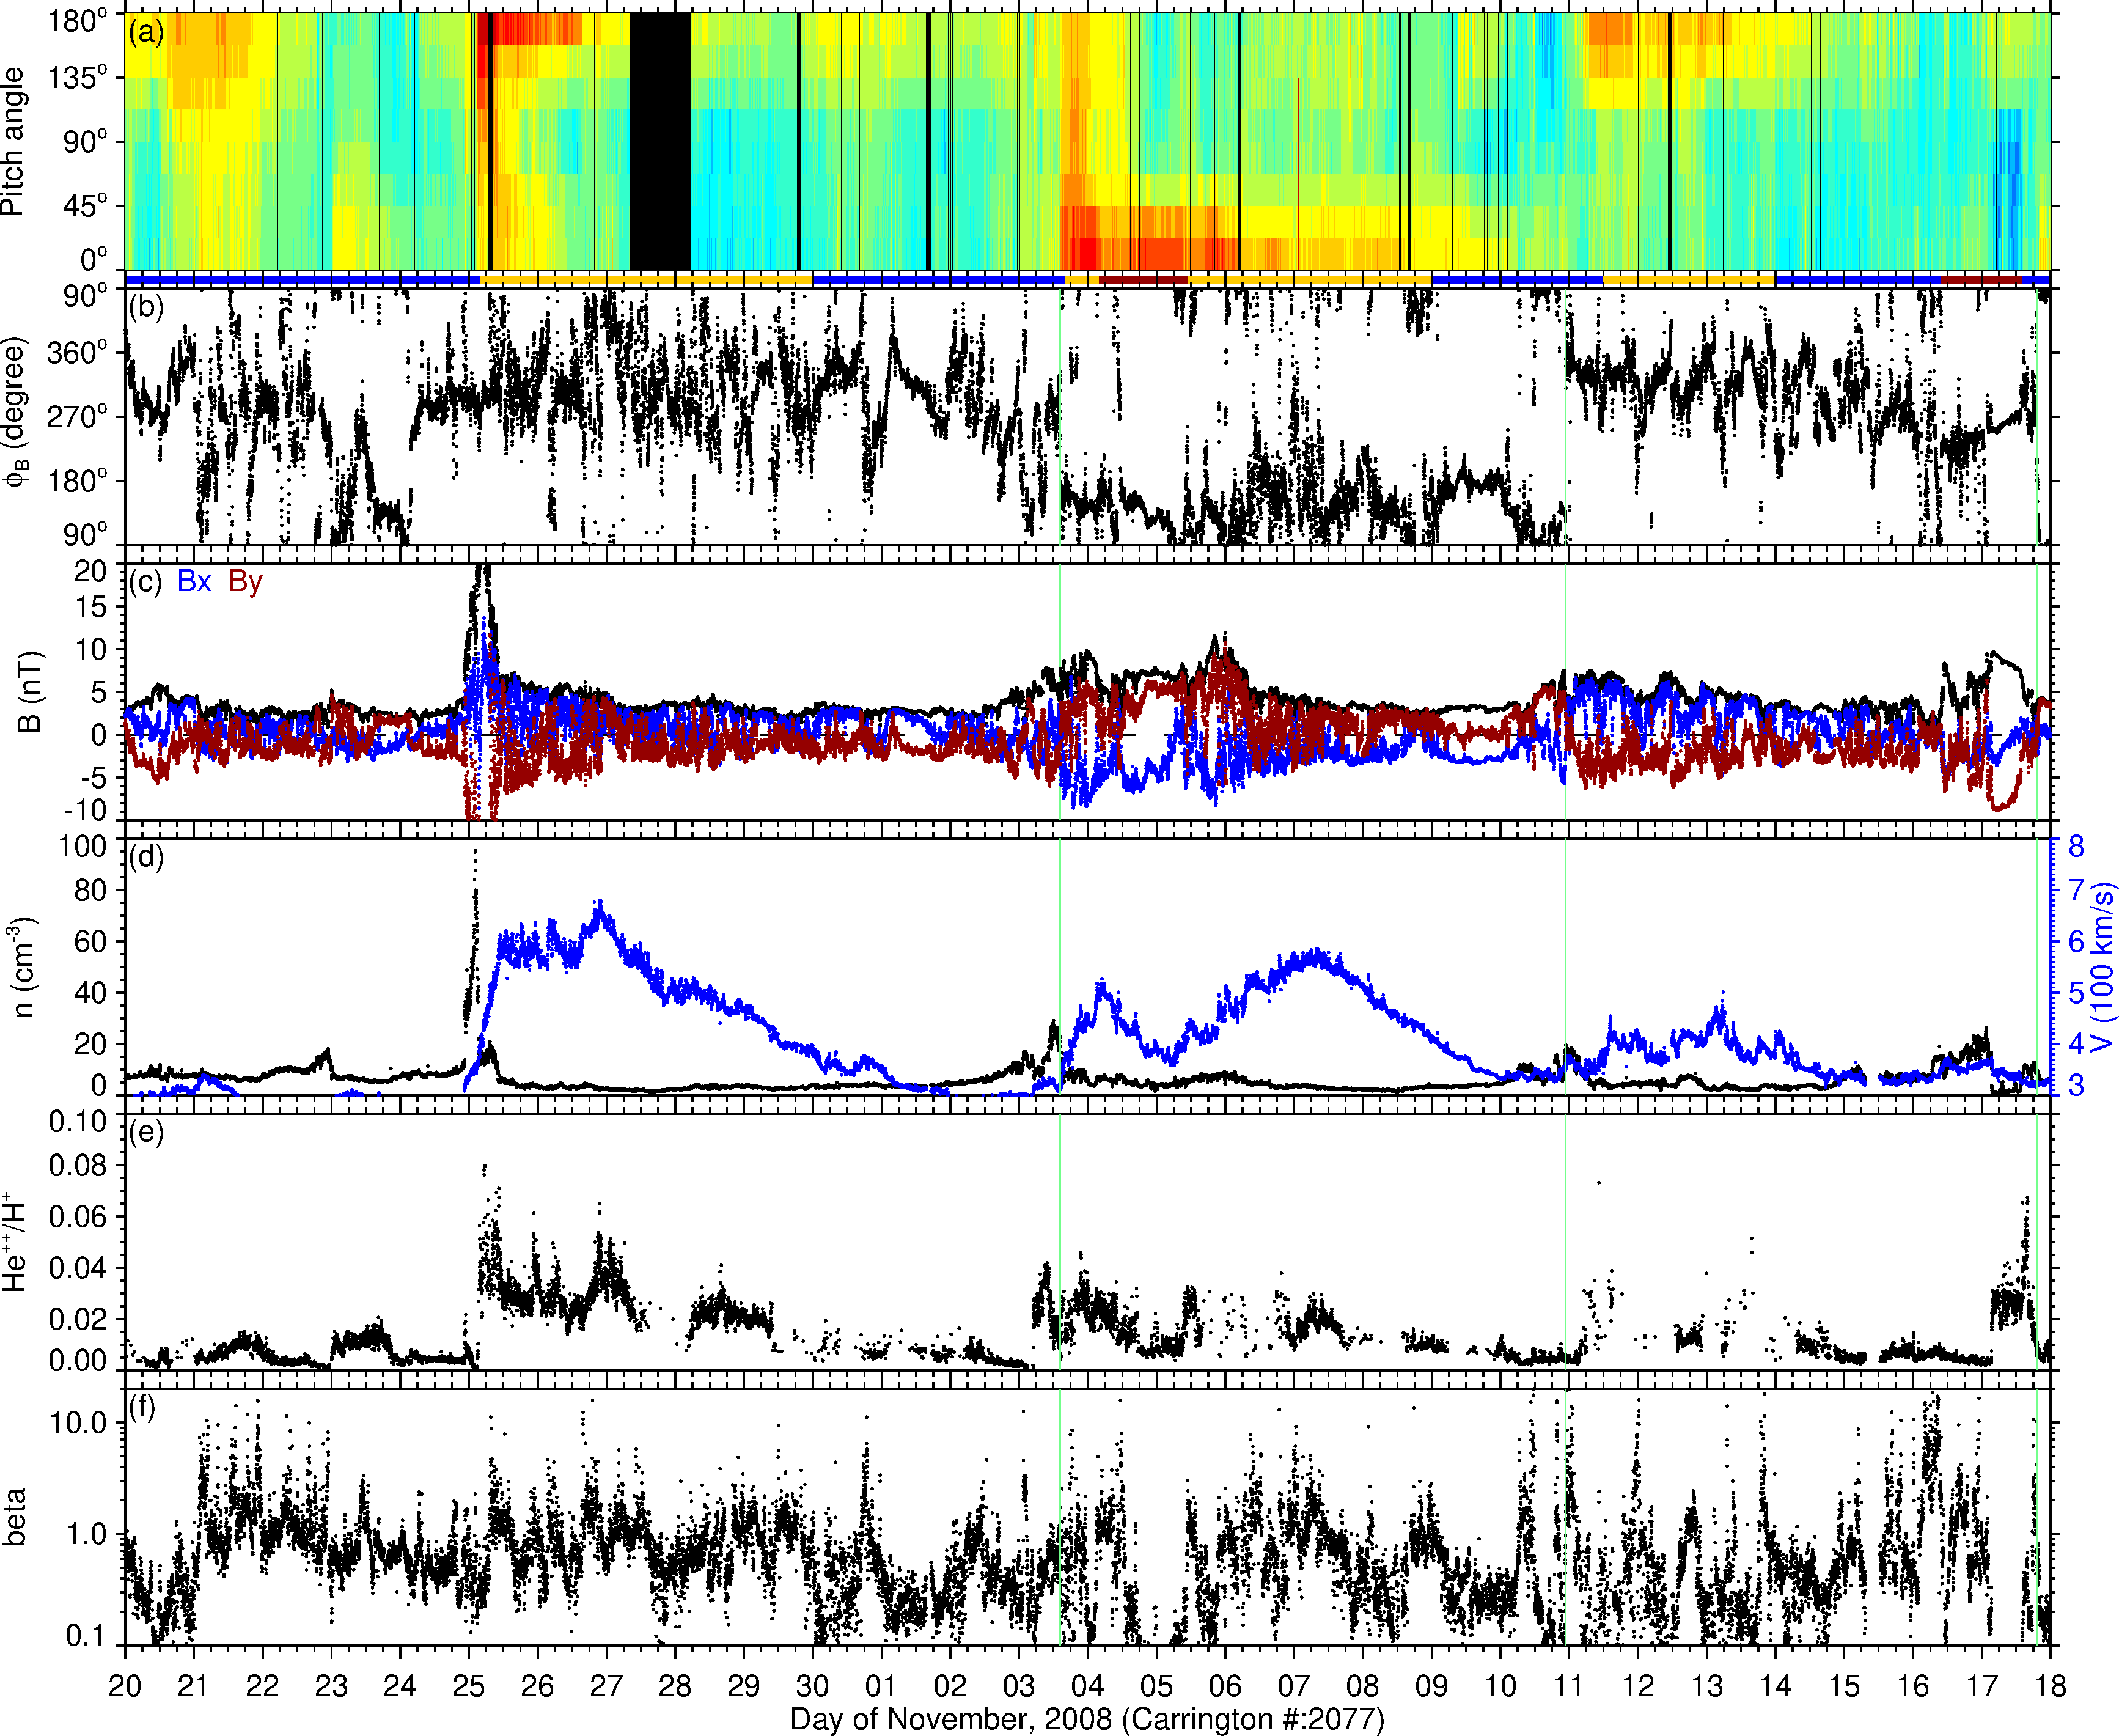 (a)
180°
135°
90°
45°
0°
Pitch angle
(b)
90°
360°
270°
180°
90°
ϕB (degree)
(c) Bx By
20
15
10
5
0
-5
-10
B (nT)
(d)
100
80
60
40
20
0
n (cm-3)
8
7
6
5
4
3
V (100 km/s)
(e)
0.10
0.08
0.06
0.04
0.02
0.00
He++/H+
(f)
10.0
1.0
0.1
beta
20 21 22 23 24 25 26 27 28 29 01 02 03 04 05 06 07 08 09 10 11 12 13 14 15 16 17 18
Day of November, 2008 (Carrington #:2077)